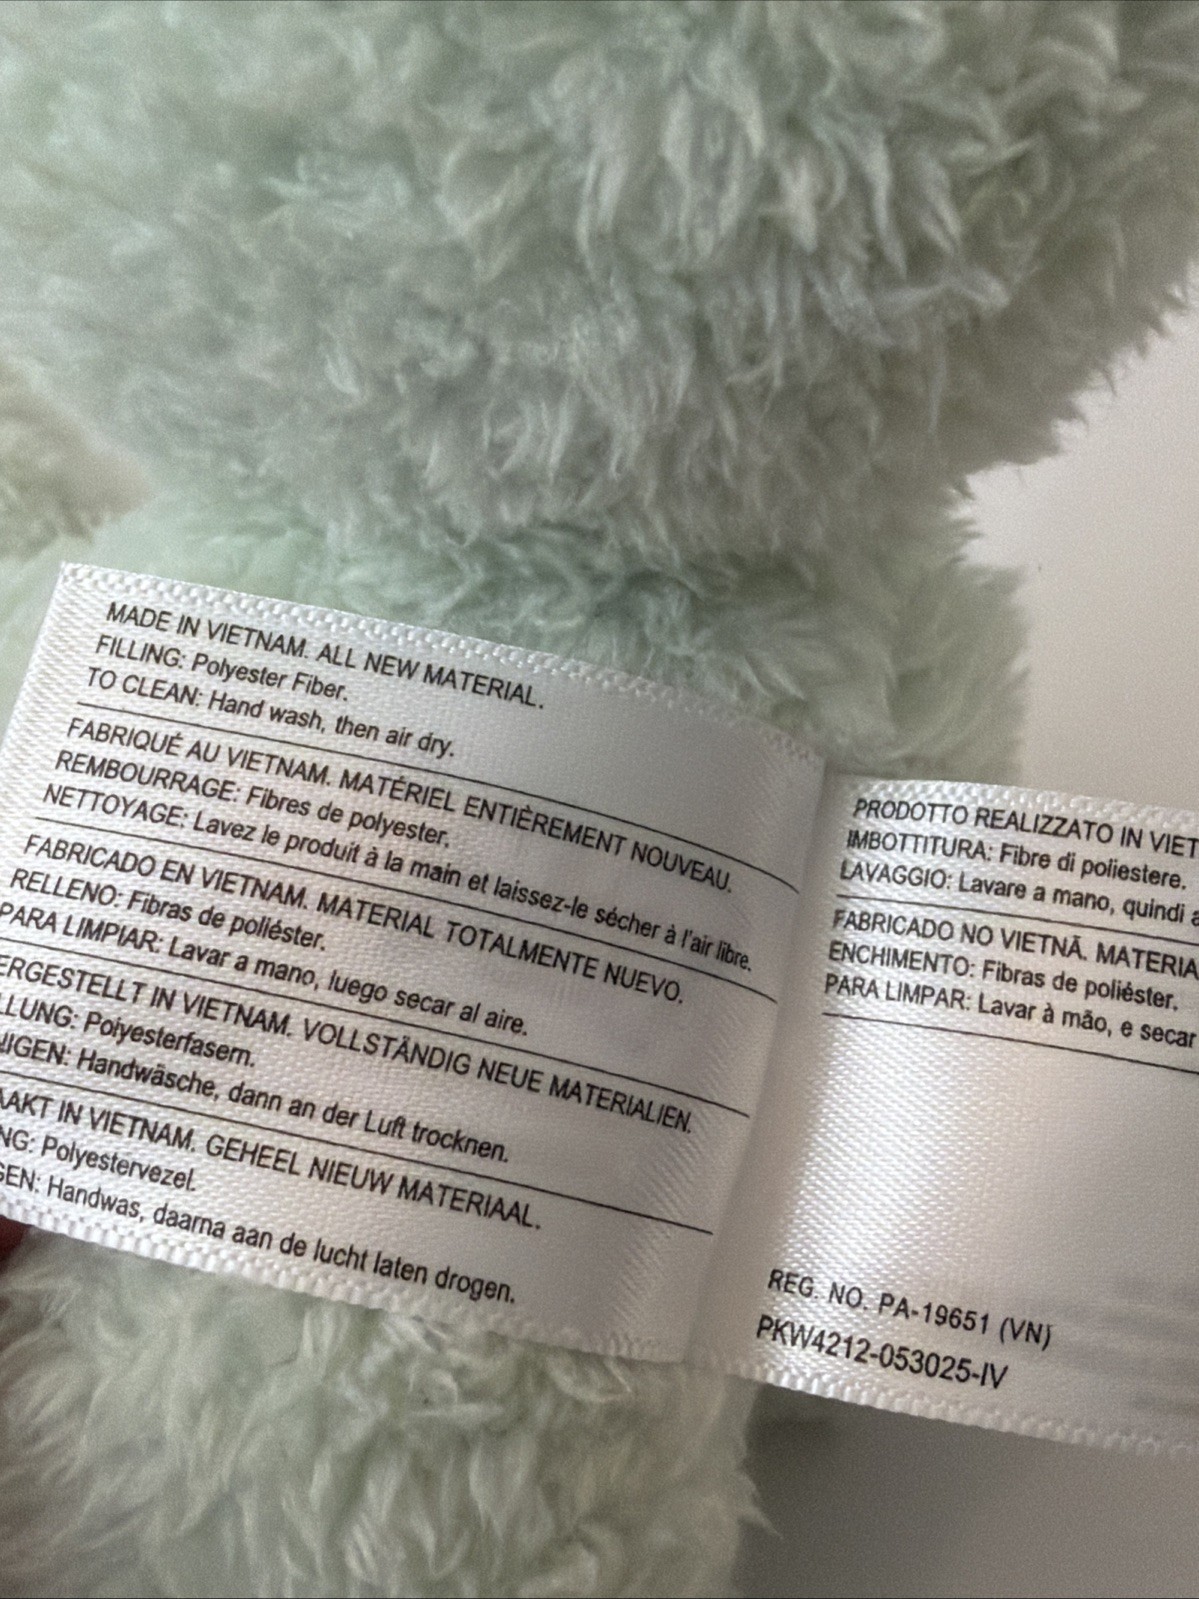 MADE IN VIETNAM. ALL NEW MATERIAL.
FILLING: Polyester Fiber.
TO CLEAN: Hand wash, then air dry.
FABRIQUÉ AU VIETNAM. MATÉRIEL ENTIÈREMENT NOUVEAU.
REMBOURRAGE: Fibres de polyester.
NETTOYAGE: Lavez le produit à la main et laissez-le sécher à l'air libre.
FABRICADO EN VIETNAM. MATERIAL TOTALMENTE NUEVO.
RELLENO: Fibras de poliéster.
PARA LIMPIAR: Lavar a mano, luego secar al aire.
ERGESTELLT IN VIETNAM. VOLLSTÄNDIG NEUE MATERIALIEN.
LLUNG: Polyesterfasern.
IGEN: Handwäsche, dann an der Luft trocknen.
AAKT IN VIETNAM. GEHEEL NIEUW MATERIAAL.
NG: Polyestervezel.
GEN: Handwas, daarna aan de lucht laten drogen.
PRODOTTO REALIZZATO IN VIET
IMBOTTITURA: Fibre di poliestere.
LAVAGGIO: Lavare a mano, quindi a
FABRICADO NO VIETNÃ. MATERIA
ENCHIMENTO: Fibras de poliéster.
PARA LIMPAR: Lavar à mão, e secar
REG. NO. PA-19651 (VN)
PKW4212-053025-IV